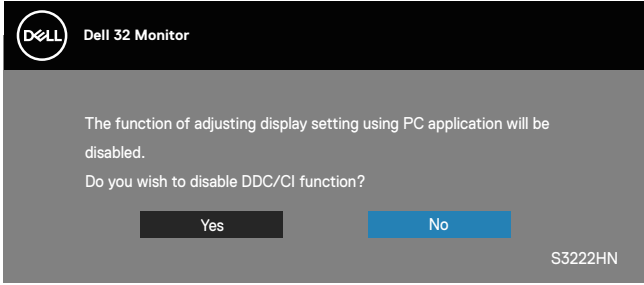 DELL
Dell 32 Monitor
The function of adjusting display setting using PC application will be
disabled.
Do you wish to disable DDC/CI function?
Yes
No
S3222HN